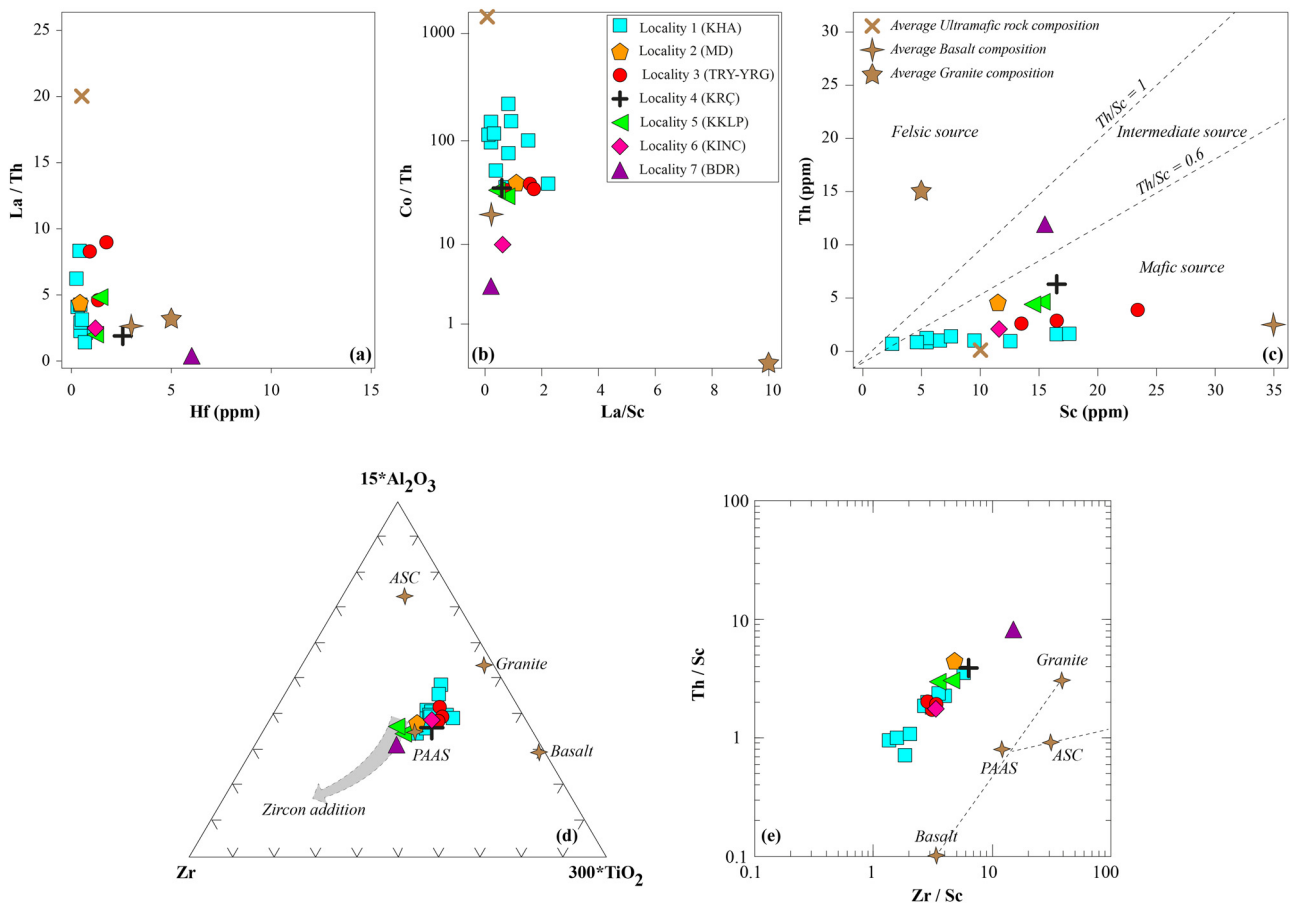 25
20
15
10
5
0
La / Th
0
5
10
15
Hf (ppm)
(a)
1000
100
10
1
Co / Th
0
2
4
6
8
10
La/Sc
(b)
Locality 1 (KHA)
Locality 2 (MD)
Locality 3 (TRY-YRG)
Locality 4 (KRÇ)
Locality 5 (KKLP)
Locality 6 (KINC)
Locality 7 (BDR)
30
25
20
15
10
5
0
Th (ppm)
0
5
10
15
20
25
30
35
Sc (ppm)
Average Ultramafic rock composition
Average Basalt composition
Average Granite composition
Felsic source
Th/Sc = 1
Intermediate source
Th/Sc = 0.6
Mafic source
(c)
15*Al₂O₃
ASC
Granite
Basalt
PAAS
Zircon addition
(d)
Zr
300*TiO₂
100
10
1
0.1
Th / Sc
Granite
PAAS
ASC
Basalt
(e)
0.1
1
10
100
Zr / Sc